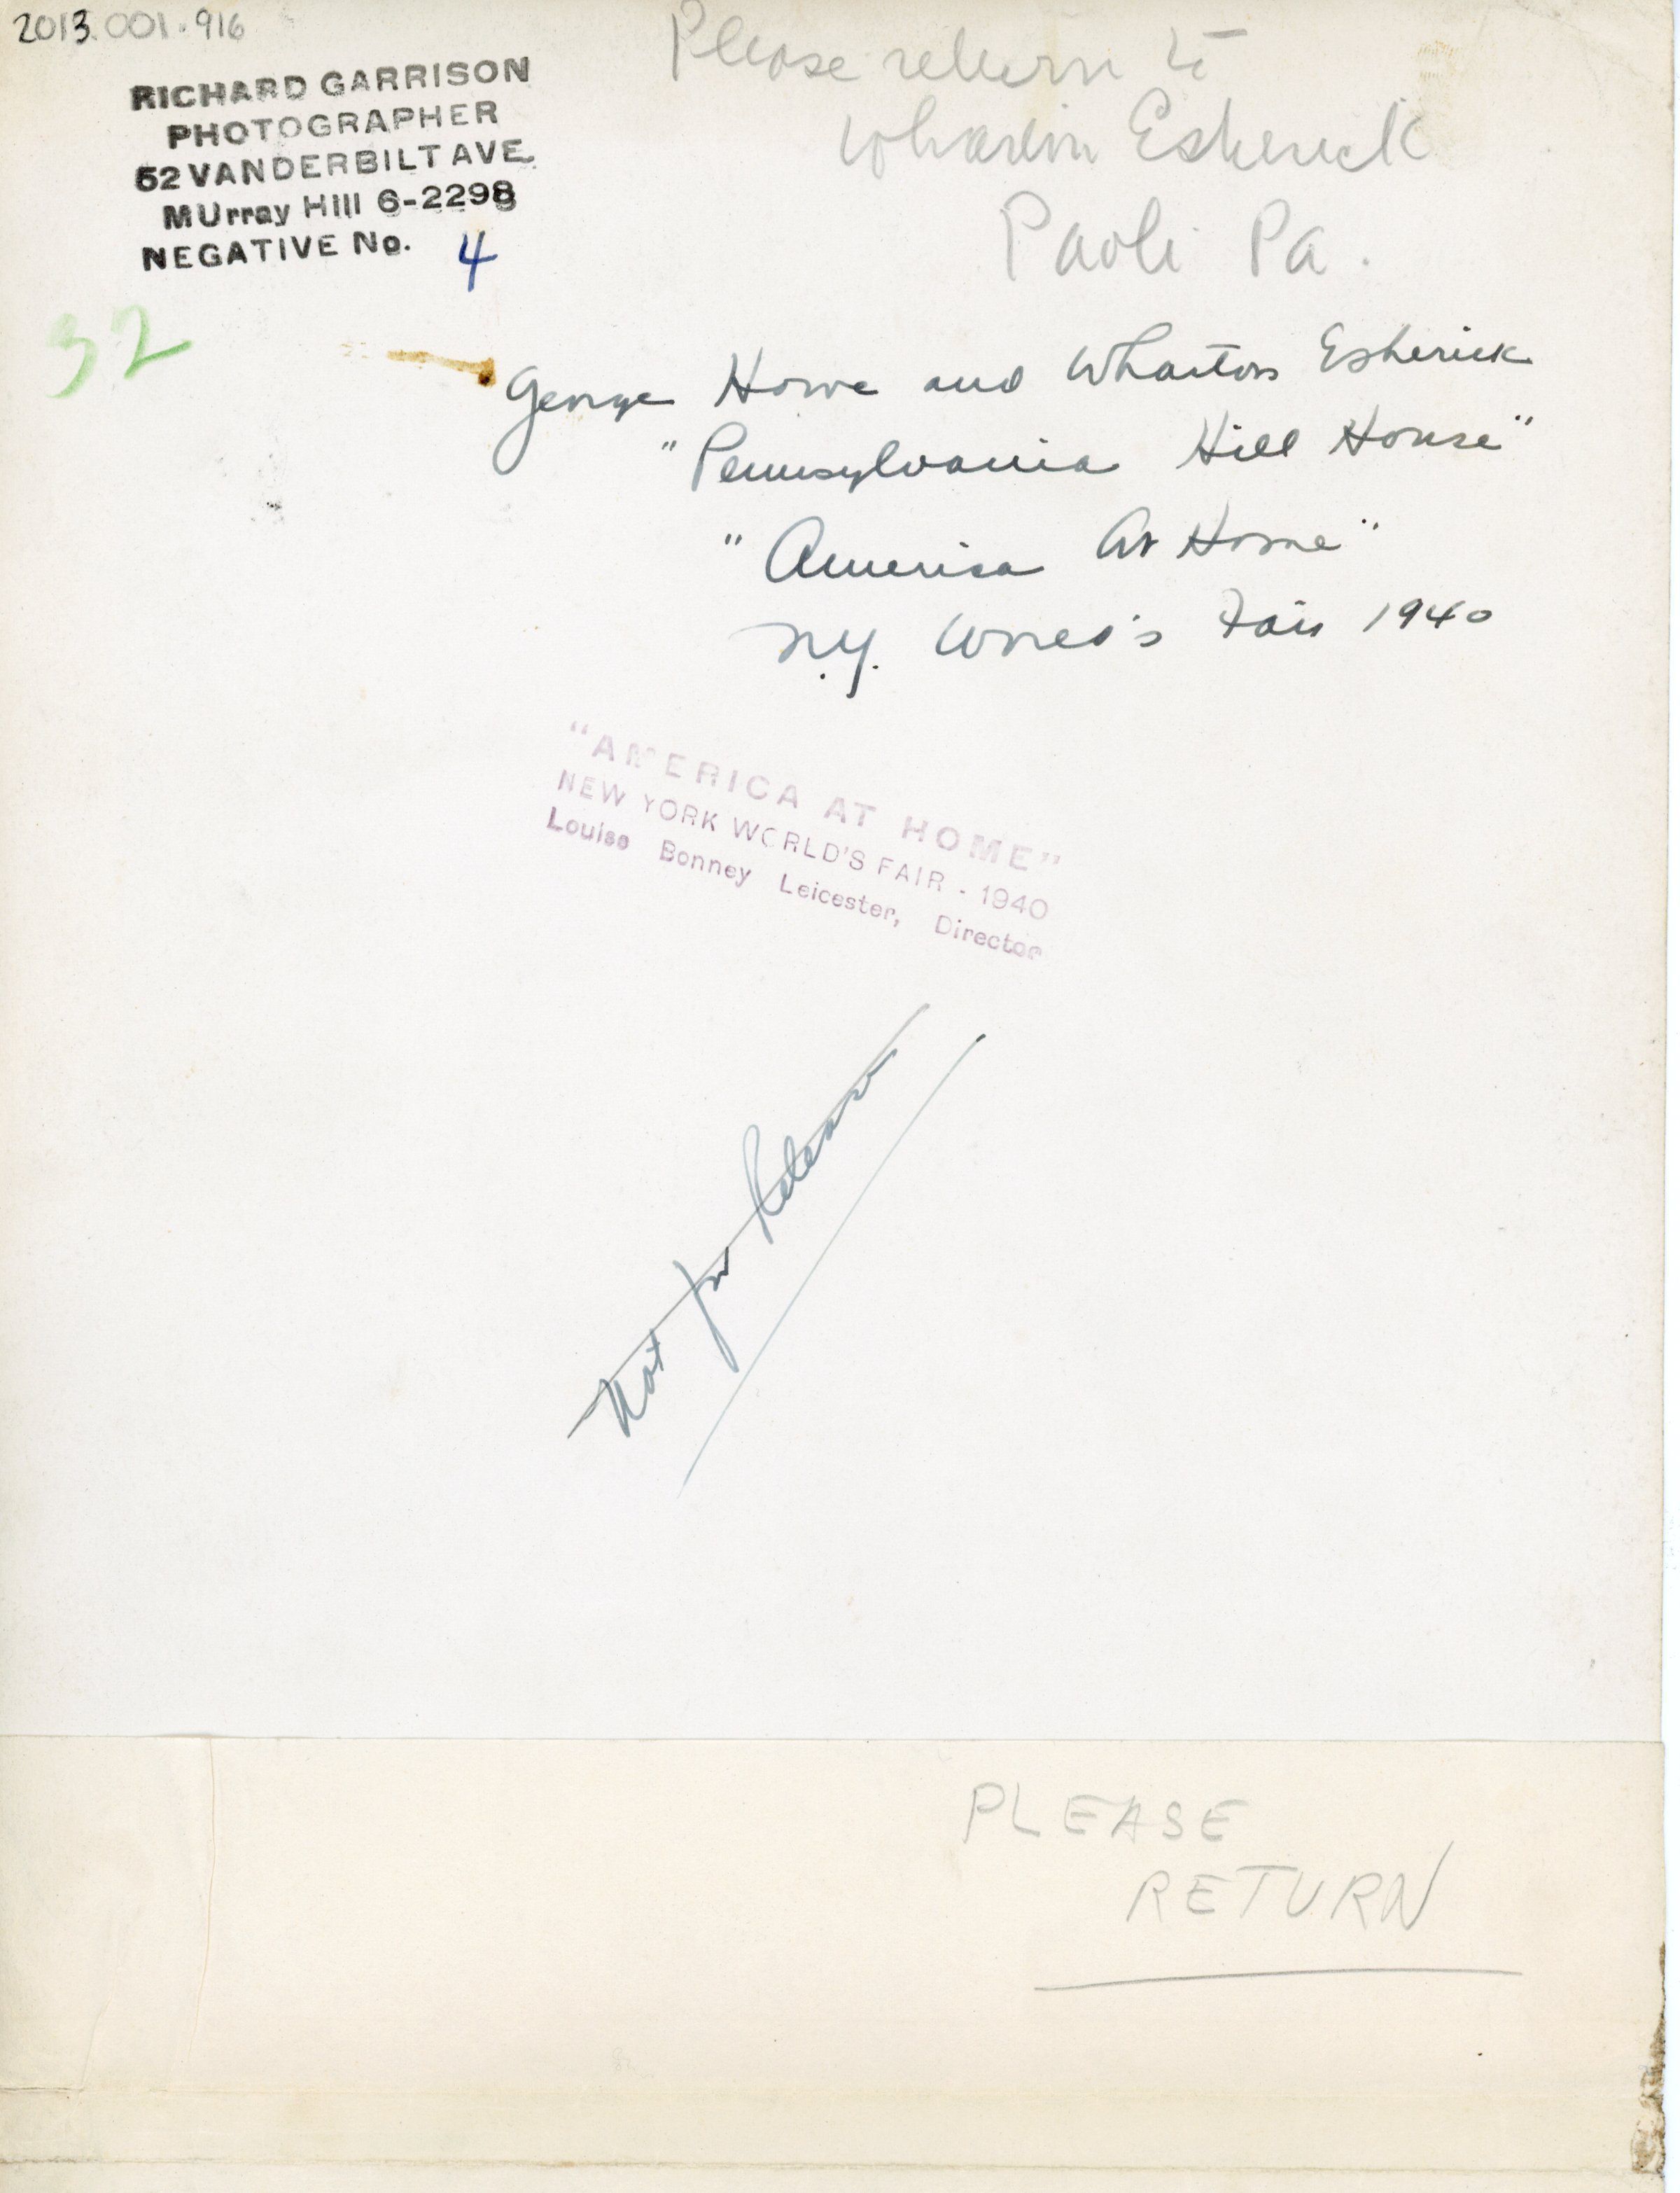 2013.001.916
RICHARD GARRISON
PHOTOGRAPHER
52 VANDERBILT AVE.
MUrray Hill 6-2298
NEGATIVE No. 4
32
Please return to
Wharton Esherick
Paoli Pa.
George Howe and Wharton Esherick
"Pennsylvania Hill House"
"America At Home"
N.Y. World's Fair 1940
"AMERICA AT HOME"
NEW YORK WORLD'S FAIR - 1940
Louise Bonney Leicester, Director
Not for Release
PLEASE
RETURN